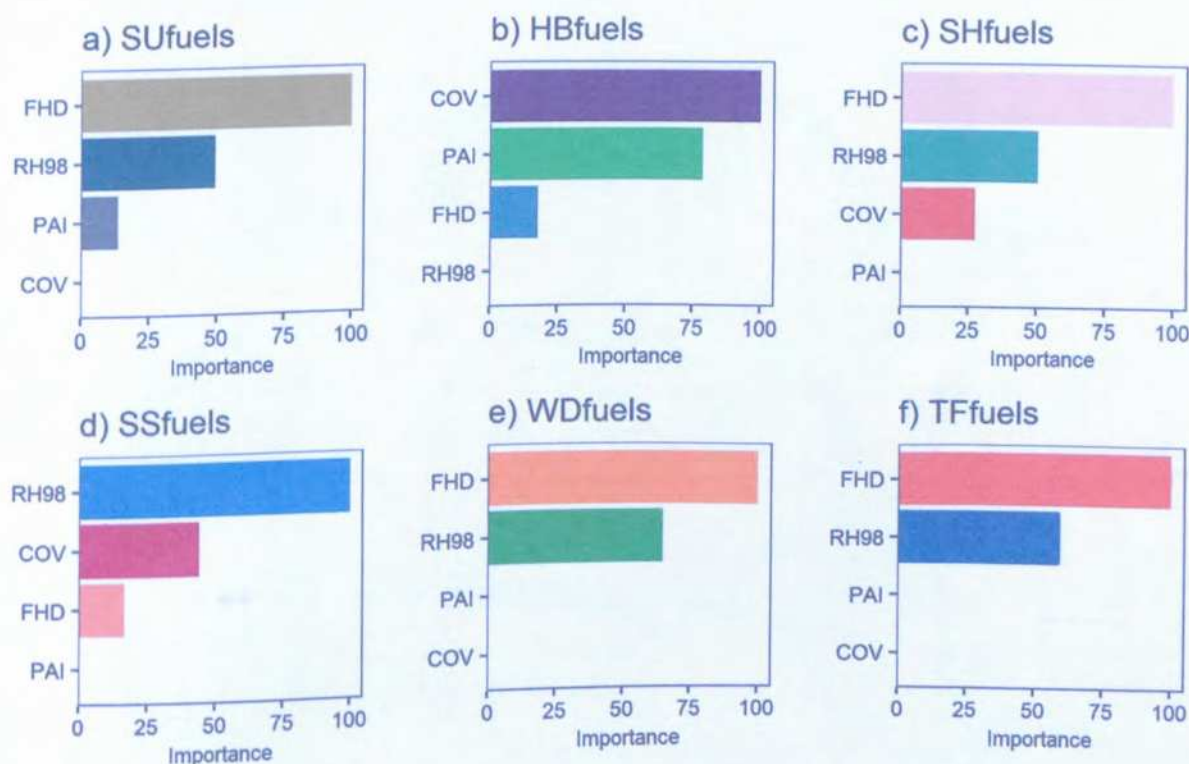 a) SUfuels
FHD
RH98
PAI
COV
0 25 50 75 100
Importance
b) HBfuels
COV
PAI
FHD
RH98
0 25 50 75 100
Importance
c) SHfuels
FHD
RH98
COV
PAI
0 25 50 75 100
Importance
d) SSfuels
RH98
COV
FHD
PAI
0 25 50 75 100
Importance
e) WDfuels
FHD
RH98
PAI
COV
0 25 50 75 100
Importance
f) TFfuels
FHD
RH98
PAI
COV
0 25 50 75 100
Importance